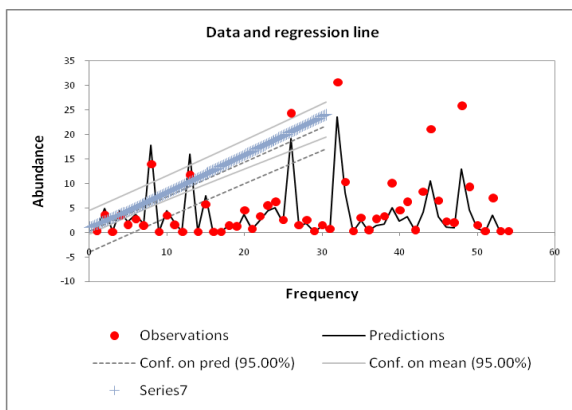 Data and regression line
Abundance
35
30
25
20
15
10
5
0
-5
-10
0 10 20 30 40 50 60
Frequency
Observations Predictions
Conf. on pred (95.00%) Conf. on mean (95.00%)
Series7